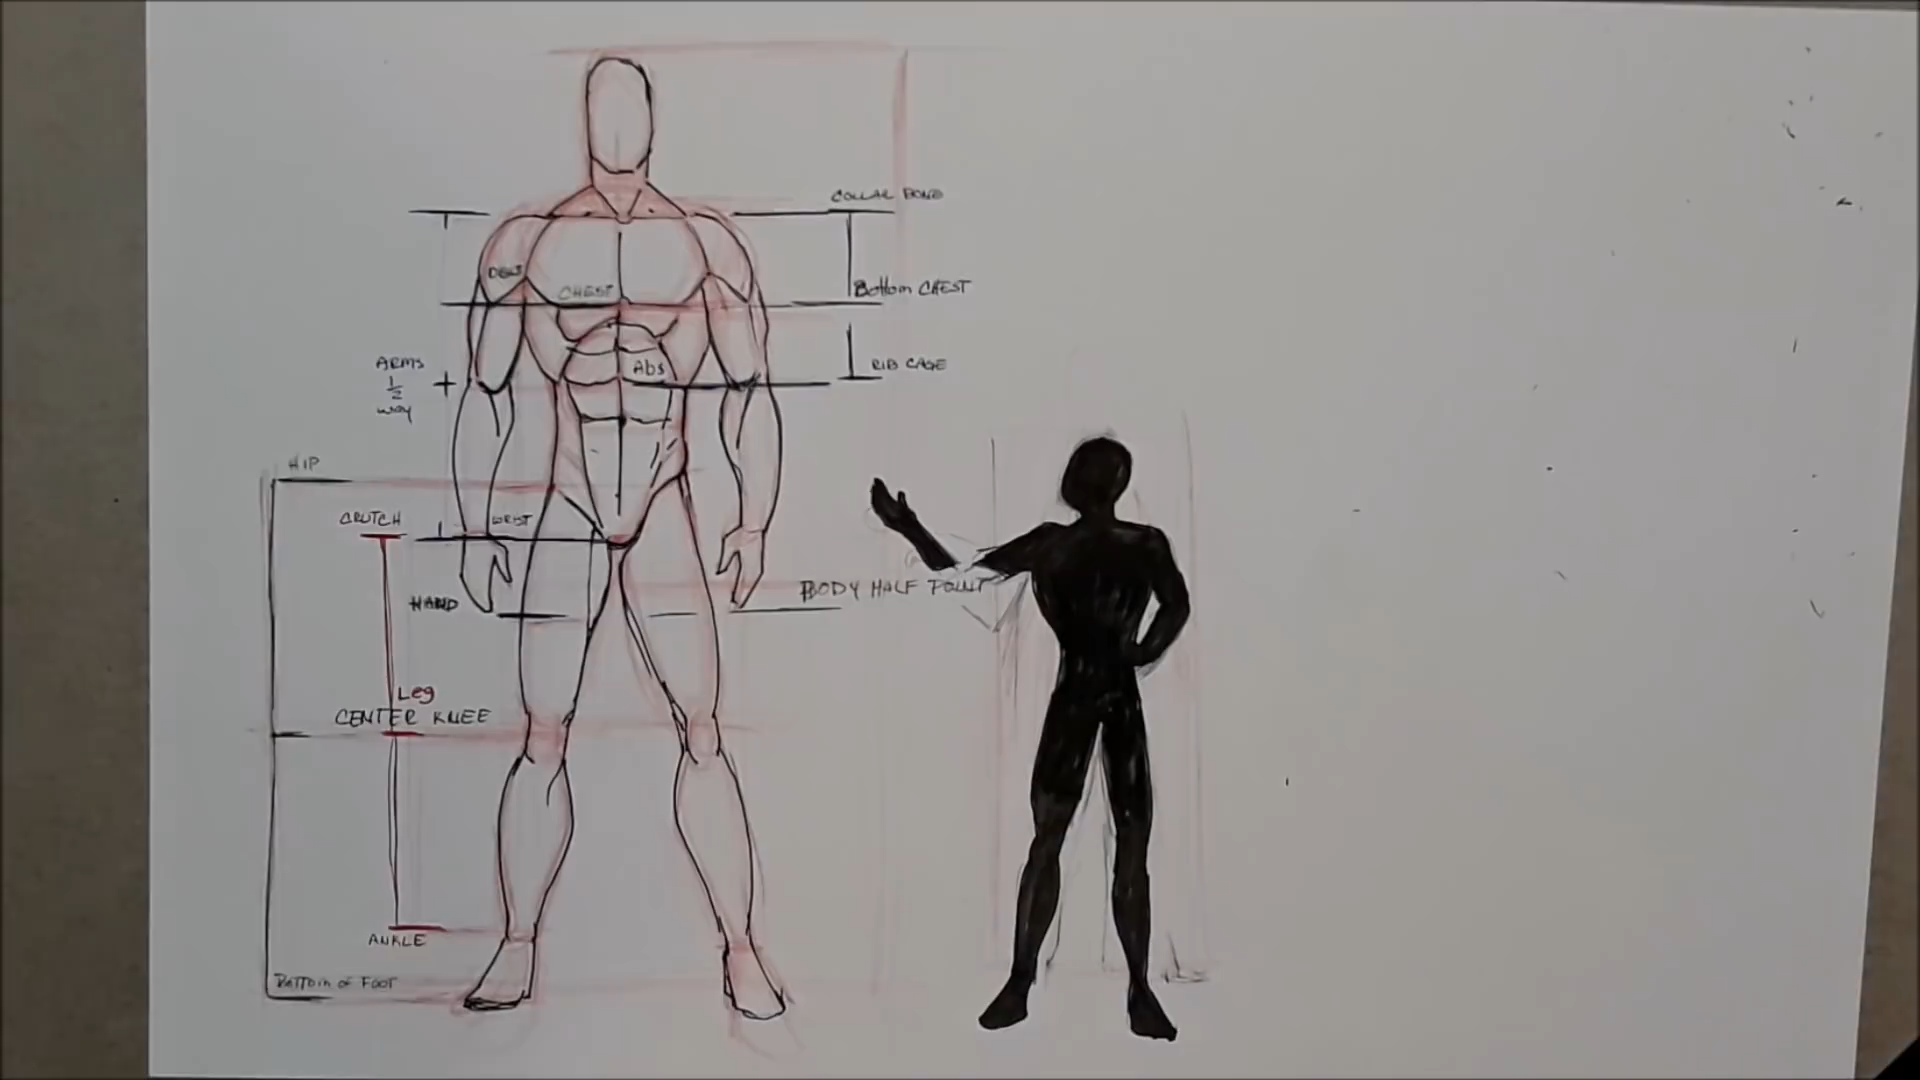 COLLAR BONE
DELT
CHEST
Bottom CHEST
ARMS
1/2
WAY
Abs
RIB CAGE
HIP
CRUTCH
WRIST
HAND
BODY HALF POINT
Leg
CENTER KNEE
ANKLE
BOTTOM OF FOOT